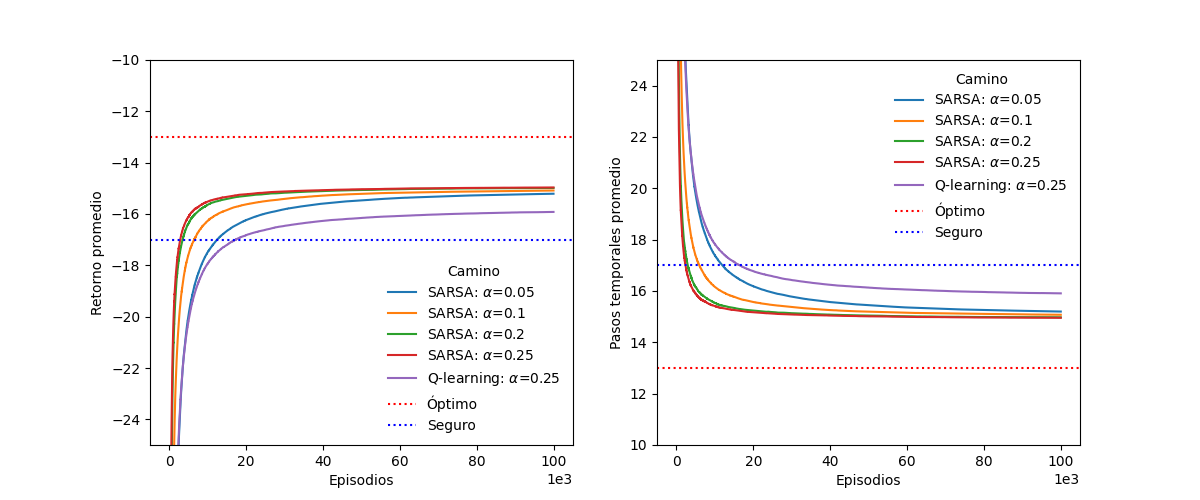 −10
−12
−14
−16
−18
−20
−22
−24
Retorno promedio
Camino
SARSA: α=0.05
SARSA: α=0.1
SARSA: α=0.2
SARSA: α=0.25
Q-learning: α=0.25
Óptimo
Seguro
0 20 40 60 80 100
1e3
Episodios
24
22
20
18
16
14
12
10
Pasos temporales promedio
Camino
SARSA: α=0.05
SARSA: α=0.1
SARSA: α=0.2
SARSA: α=0.25
Q-learning: α=0.25
Óptimo
Seguro
0 20 40 60 80 100
1e3
Episodios